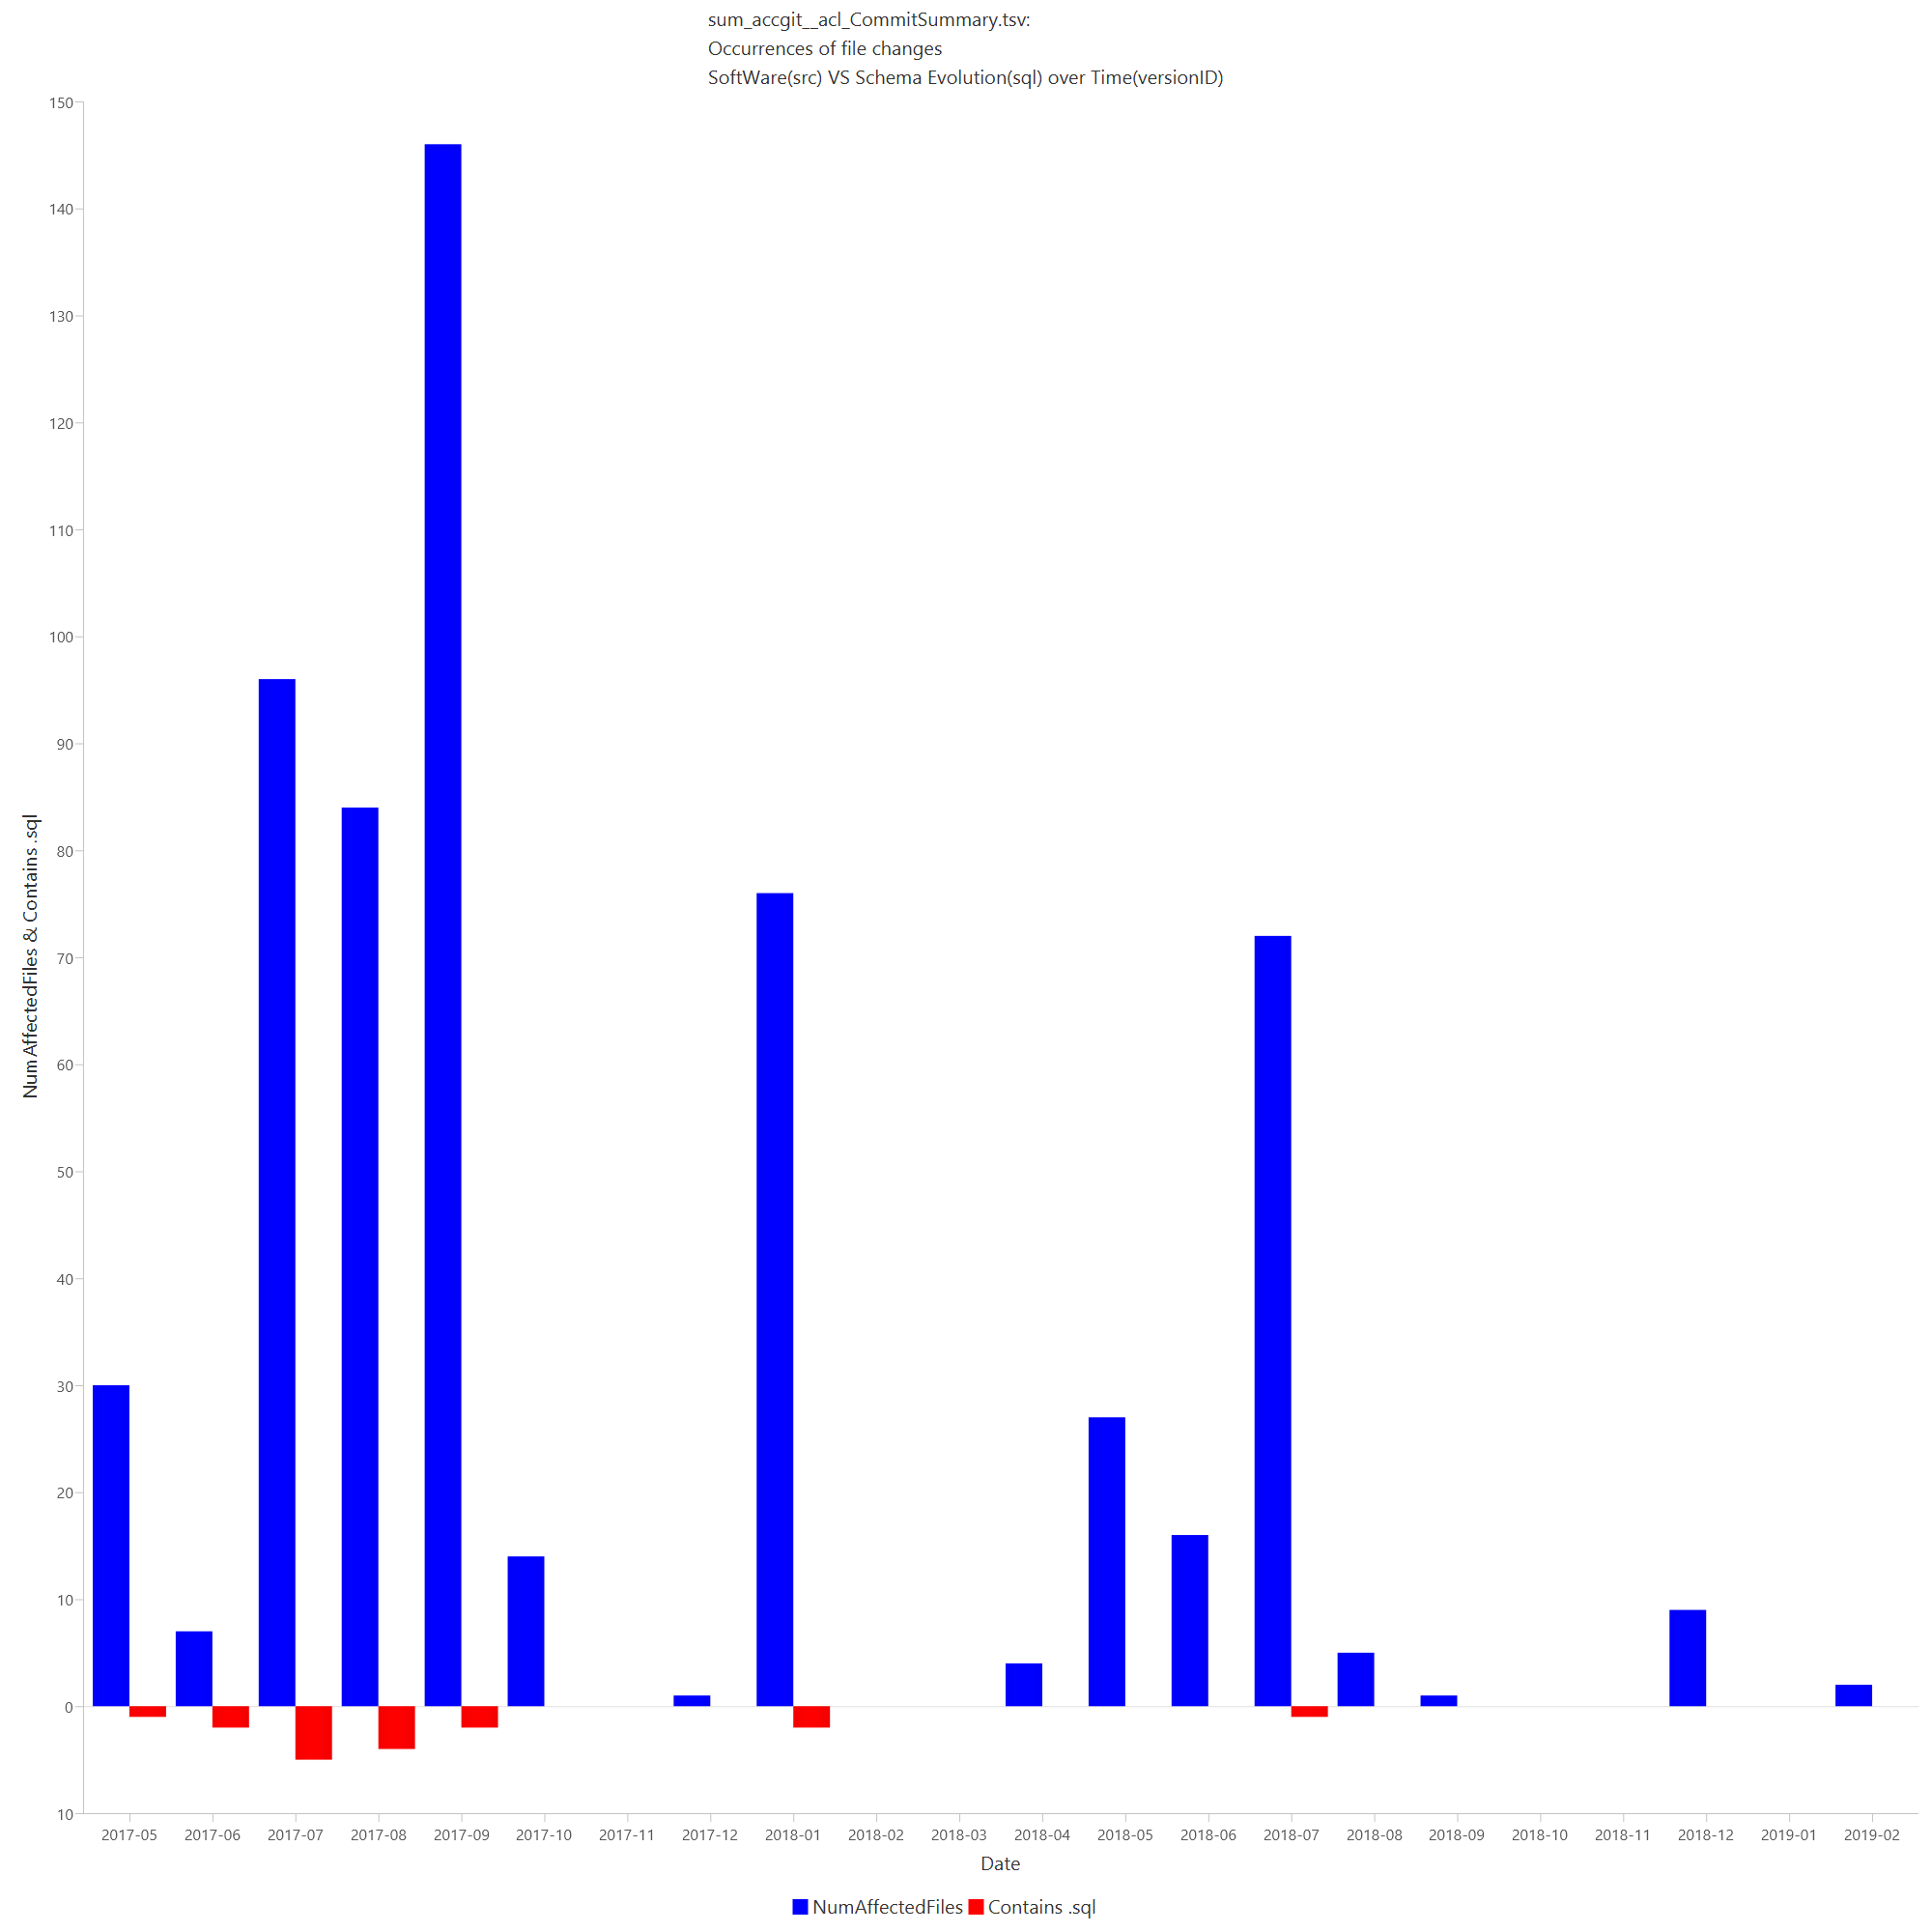 sum_accgit__acl_CommitSummary.tsv:
Occurrences of file changes
SoftWare(src) VS Schema Evolution(sql) over Time(versionID)
150
140
130
120
110
100
90
80
70
60
50
40
30
20
10
0
10
NumAffectedFiles & Contains .sql
2017-05 2017-06 2017-07 2017-08 2017-09 2017-10 2017-11 2017-12 2018-01 2018-02 2018-03 2018-04 2018-05 2018-06 2018-07 2018-08 2018-09 2018-10 2018-11 2018-12 2019-01 2019-02
Date
NumAffectedFiles Contains .sql